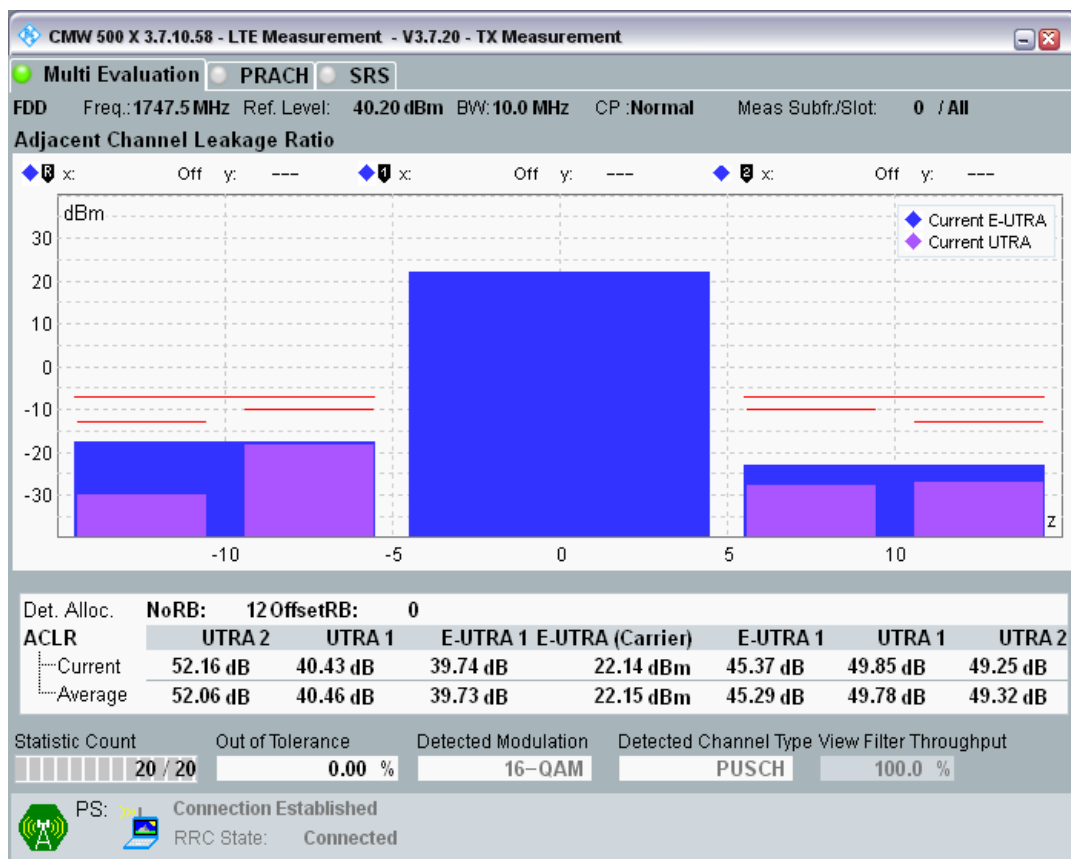 CMW 500 X 3.7.10.58 - LTE Measurement - V3.7.20 - TX Measurement
Multi Evaluation PRACH SRS
FDD Freq.: 1747.5 MHz Ref. Level: 40.20 dBm BW: 10.0 MHz CP :Normal Meas Subfr./Slot: 0 / All
Adjacent Channel Leakage Ratio
R x: Off y: --- 1 x: Off y: --- 2 x: Off y: ---
dBm
Current E-UTRA
Current UTRA
30
20
10
0
-10
-20
-30
z
-10 -5 0 5 10
Det. Alloc. NoRB: 12 OffsetRB: 0
ACLR UTRA 2 UTRA 1 E-UTRA 1 E-UTRA (Carrier) E-UTRA 1 UTRA 1 UTRA 2
Current 52.16 dB 40.43 dB 39.74 dB 22.14 dBm 45.37 dB 49.85 dB 49.25 dB
Average 52.06 dB 40.46 dB 39.73 dB 22.15 dBm 45.29 dB 49.78 dB 49.32 dB
Statistic Count Out of Tolerance Detected Modulation Detected Channel Type View Filter Throughput
20 / 20 0.00 % 16-QAM PUSCH 100.0 %
PS: Connection Established
RRC State: Connected